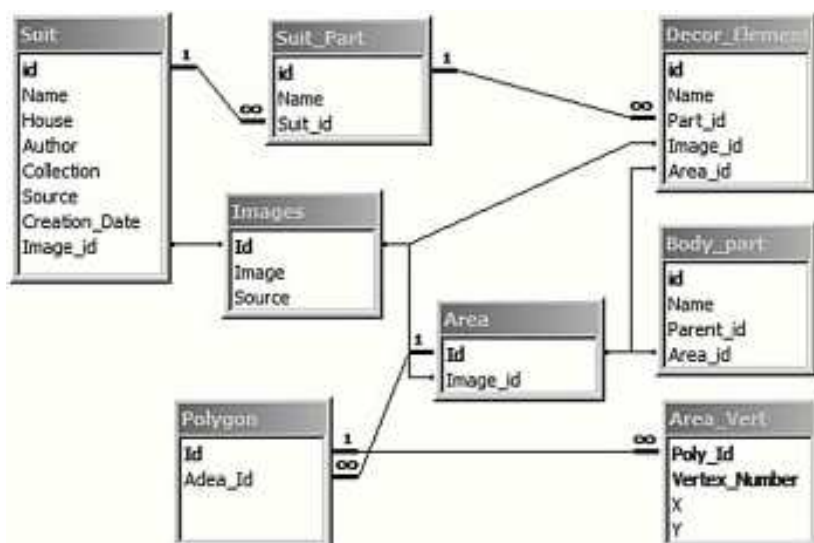 Suit
id
Name
House
Author
Collection
Source
Creation_Date
Image_id
1
∞
Suit_Part
id
Name
Suit_id
1
∞
Decor_Element
id
Name
Part_id
Image_id
Area_id
Images
Id
Image
Source
Body_part
id
Name
Parent_id
Area_id
1
Area
Id
Image_id
Polygon
Id
Adea_Id
1
∞
∞
Area_Vert
Poly_Id
Vertex_Number
X
Y